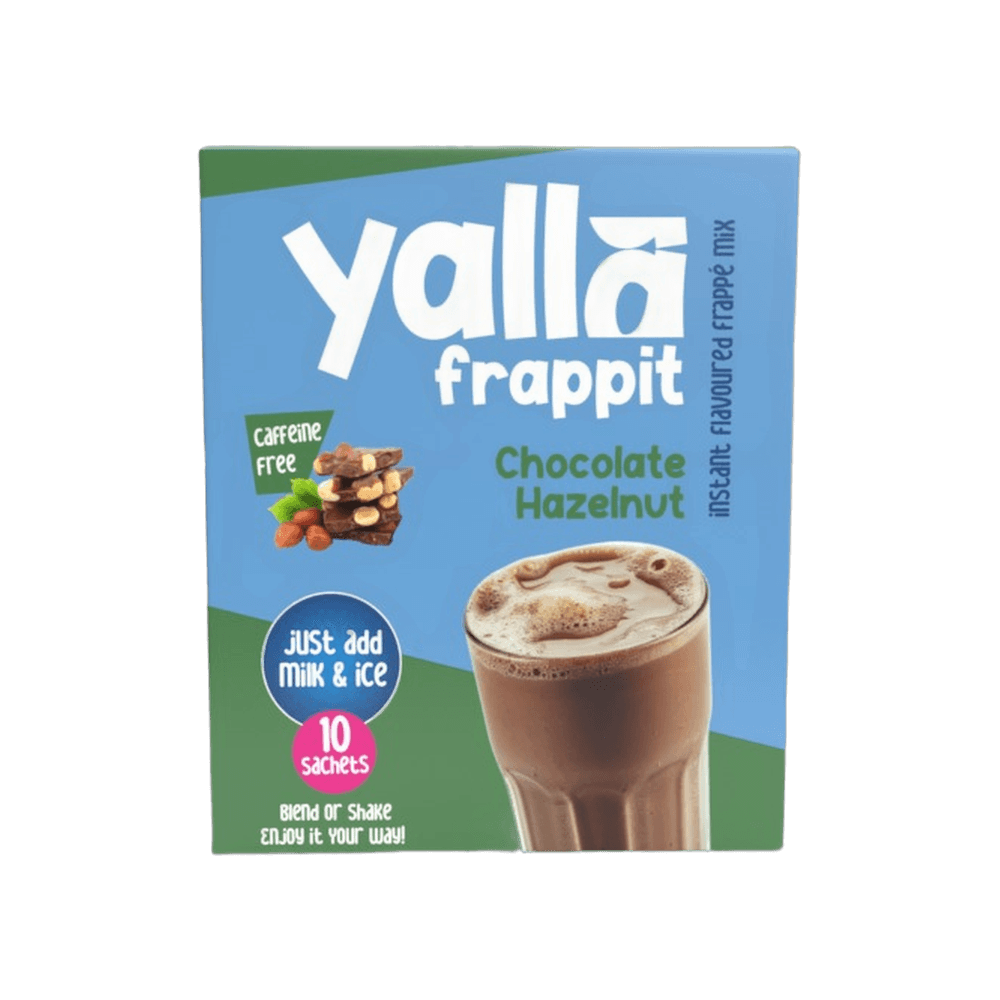 yallā
frappit
instant flavoured frappé mix
Caffeine
Free
Chocolate
Hazelnut
Just add
Milk & ice
10
Sachets
Blend or Shake
Enjoy it your way!